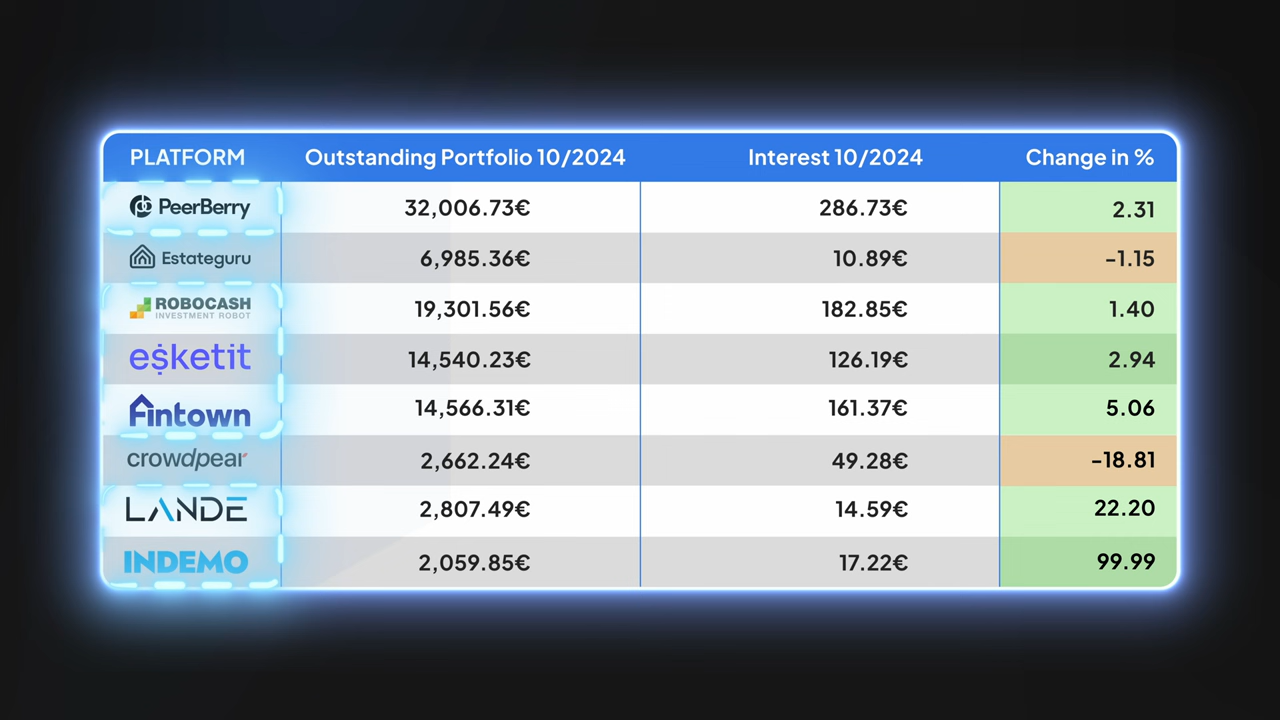 PLATFORM Outstanding Portfolio 10/2024 Interest 10/2024 Change in %
PeerBerry 32,006.73€ 286.73€ 2.31
Estateguru 6,985.36€ 10.89€ -1.15
ROBOCASH 19,301.56€ 182.85€ 1.40
INVESTMENT ROBOT
esketit 14,540.23€ 126.19€ 2.94
Fintown 14,566.31€ 161.37€ 5.06
crowdpear 2,662.24€ 49.28€ -18.81
LANDE 2,807.49€ 14.59€ 22.20
INDEMO 2,059.85€ 17.22€ 99.99